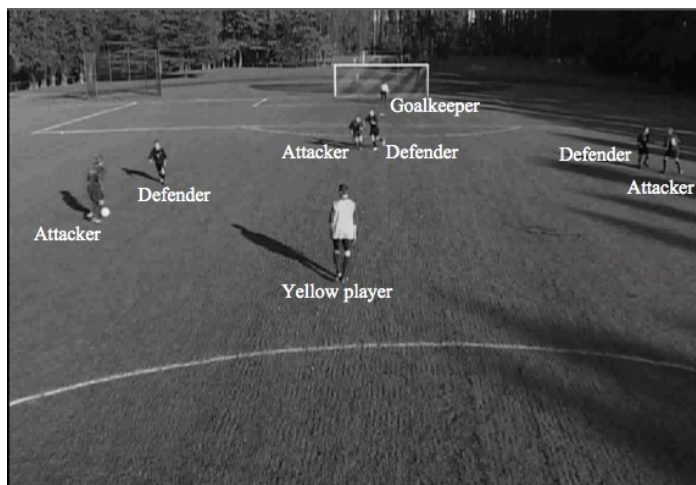 Goalkeeper
Attacker
Defender
Defender
Attacker
Defender
Attacker
Yellow player